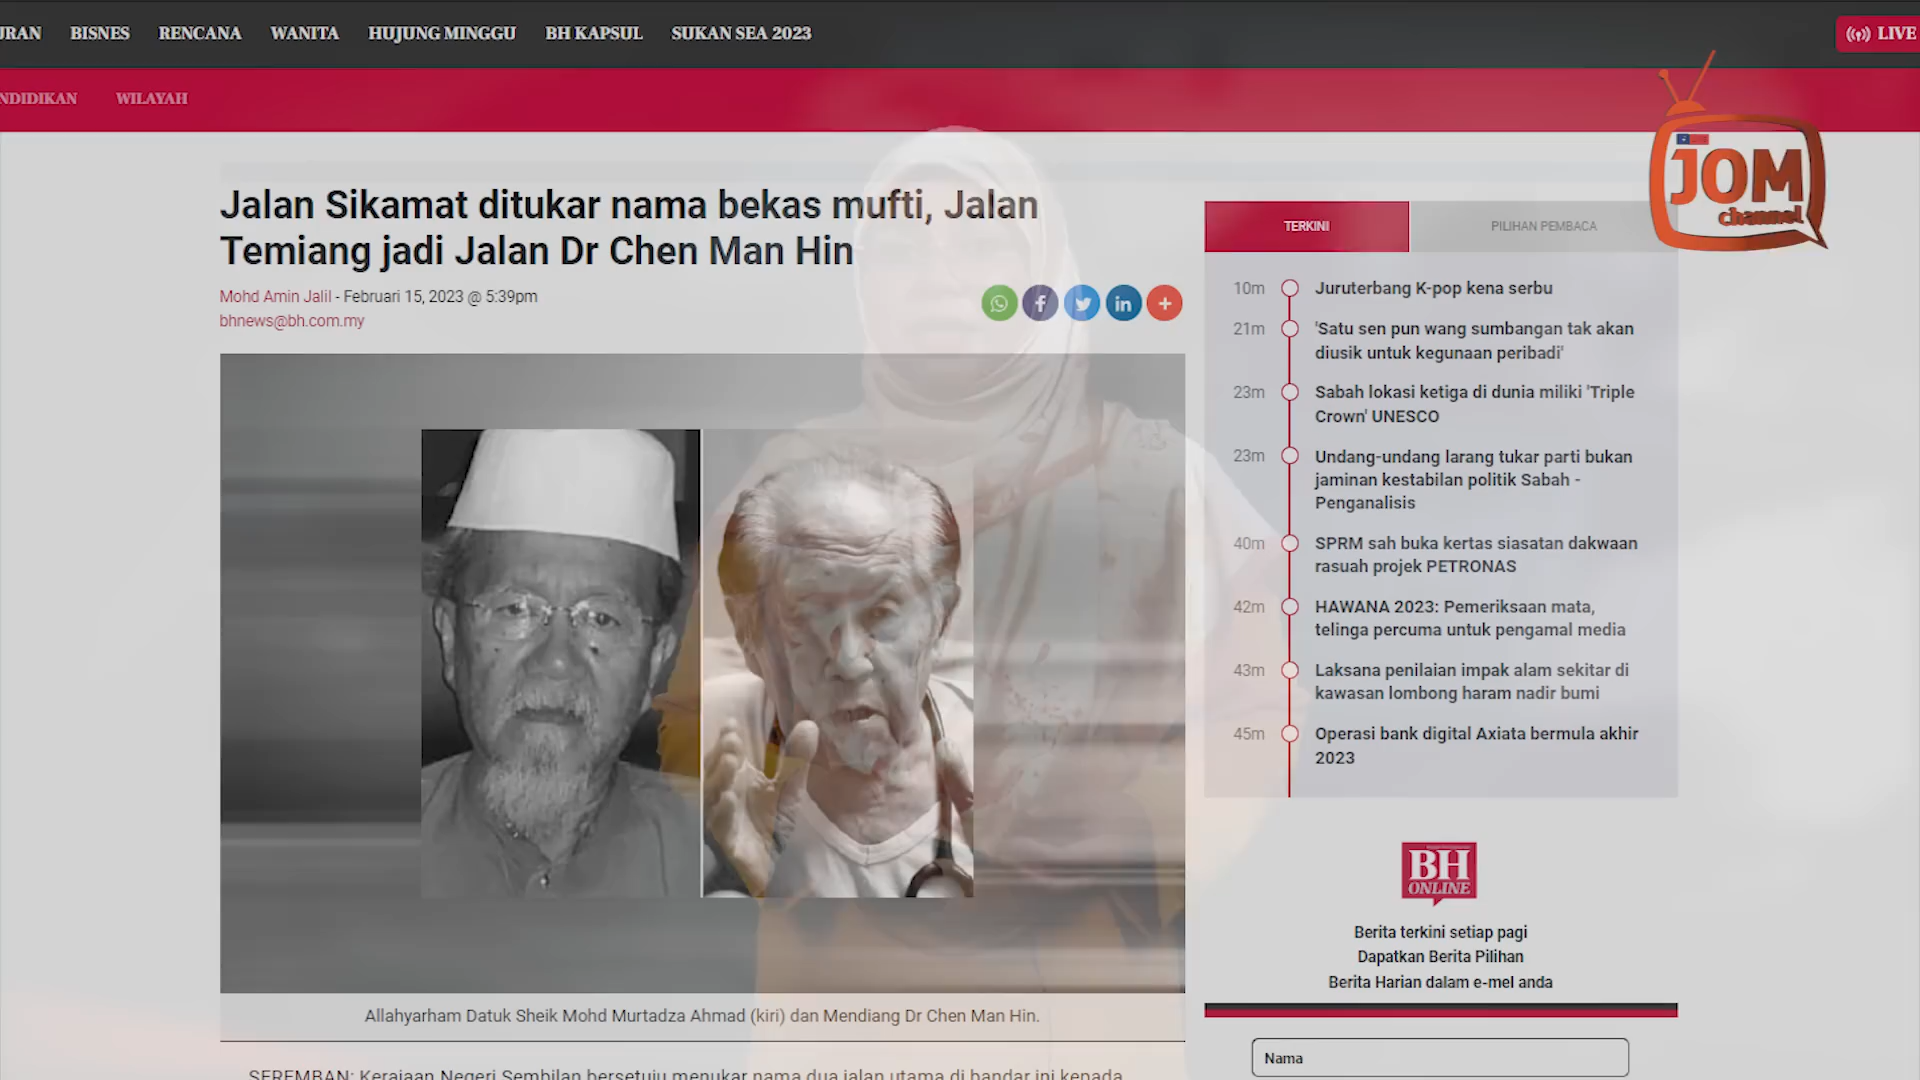 BISNES RENCANA WANITA HUJUNG MINGGU BH KAPSUL SUKAN SEA 2023 LIVE
WILAYAH
JOM
channel
Jalan Sikamat ditukar nama bekas mufti, Jalan
Temiang jadi Jalan Dr Chen Man Hin
Mohd Amin Jalil - Februari 15, 2023 @ 5:39pm
bhnews@bh.com.my
Allahyarham Datuk Sheik Mohd Murtadza Ahmad (kiri) dan Mendiang Dr Chen Man Hin.
SEREMBAN: Kerajaan Negeri Sembilan bersetuju menukar nama dua jalan utama di bandar ini kepada
TERKINI PILIHAN PEMBACA
10m Juruterbang K-pop kena serbu
21m 'Satu sen pun wang sumbangan tak akan
diusik untuk kegunaan peribadi'
23m Sabah lokasi ketiga di dunia miliki 'Triple
Crown' UNESCO
23m Undang-undang larang tukar parti bukan
jaminan kestabilan politik Sabah -
Penganalisis
40m SPRM sah buka kertas siasatan dakwaan
rasuah projek PETRONAS
42m HAWANA 2023: Pemeriksaan mata,
telinga percuma untuk pengamal media
43m Laksana penilaian impak alam sekitar di
kawasan lombong haram nadir bumi
45m Operasi bank digital Axiata bermula akhir
2023
BH
ONLINE
Berita terkini setiap pagi
Dapatkan Berita Pilihan
Berita Harian dalam e-mel anda
Nama